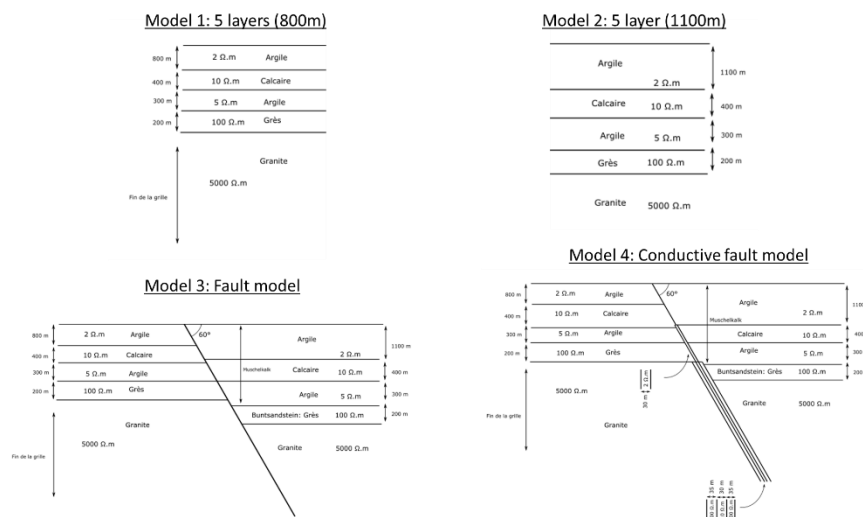 Model 1: 5 layers (800m)
800 m 2 Ω.m Argile
400 m 10 Ω.m Calcaire
300 m 5 Ω.m Argile
200 m 100 Ω.m Grès
Granite
5000 Ω.m
Fin de la grille
Model 2: 5 layer (1100m)
Argile
1100 m
2 Ω.m
Calcaire 10 Ω.m 400 m
Argile 5 Ω.m 300 m
Grès 100 Ω.m 200 m
Granite 5000 Ω.m
Model 3: Fault model
60°
800 m 2 Ω.m Argile
400 m 10 Ω.m Calcaire
300 m 5 Ω.m Argile
200 m 100 Ω.m Grès
Granite
5000 Ω.m
Fin de la grille
Argile
1100 m
2 Ω.m
Muschelkalk Calcaire 10 Ω.m 400 m
Argile 5 Ω.m 300 m
Buntsandstein: Grès 100 Ω.m 200 m
Granite
5000 Ω.m
Model 4: Conductive fault model
60°
800 m 2 Ω.m Argile
400 m 10 Ω.m Calcaire
300 m 5 Ω.m Argile
200 m 100 Ω.m Grès
5000 Ω.m
Granite
Fin de la grille
Argile
1100
2 Ω.m
Muschelkalk
Calcaire 10 Ω.m 400
Argile 5 Ω.m 300
Buntsandstein: Grès 100 Ω.m 200 m
Granite 5000 Ω.m
2 Ω.m
30 m
35 m
30 m
35 m